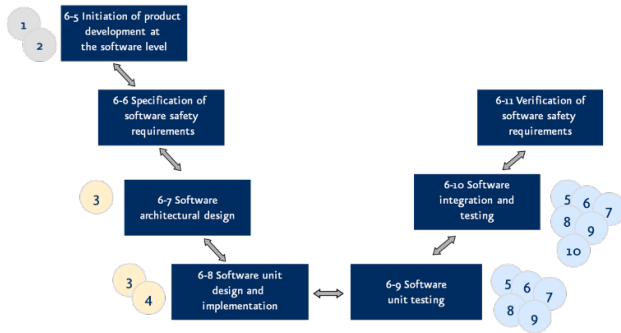 1
2
6-5 Initiation of product
development at
the software level
6-6 Specification of
software safety
requirements
6-11 Verification of
software safety
requirements
3
6-7 Software
architectural design
6-10 Software
integration and
testing
5
6
7
8
9
10
3
4
6-8 Software unit
design and
implementation
6-9 Software
unit testing
5
6
7
8
9